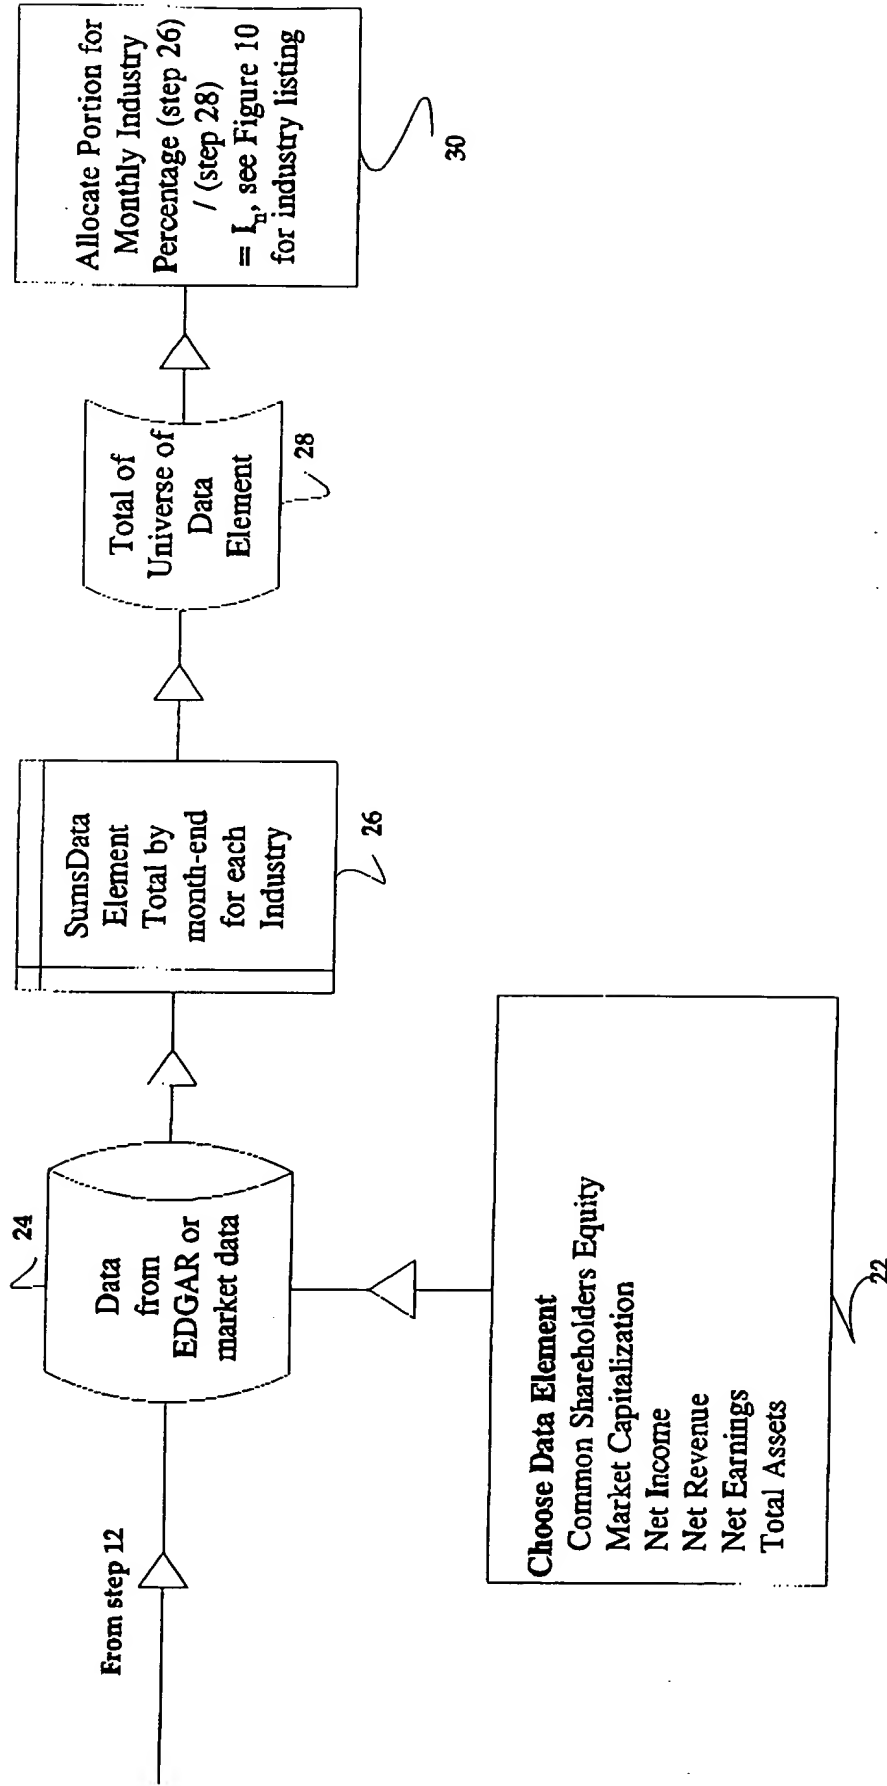 From step 12
24
Data
from
EDGAR or
market data
Choose Data Element
Common Shareholders Equity
Market Capitalization
Net Income
Net Revenue
Net Earnings
Total Assets
22
SumsData
Element
Total by
month-end
for each
Industry
26
Total of
Universe of
Data
Element
28
Allocate Portion for
Monthly Industry
Percentage (step 26)
/ (step 28)
= Iₙ, see Figure 10
for industry listing
30